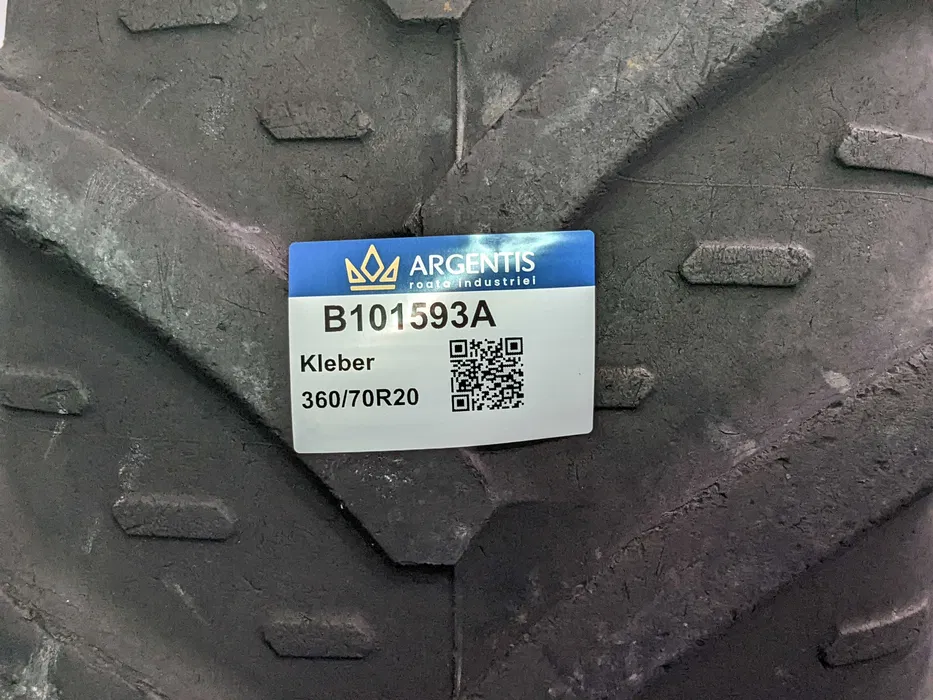 ARGENTIS
roata industriei
B101593A
Kleber
360/70R20